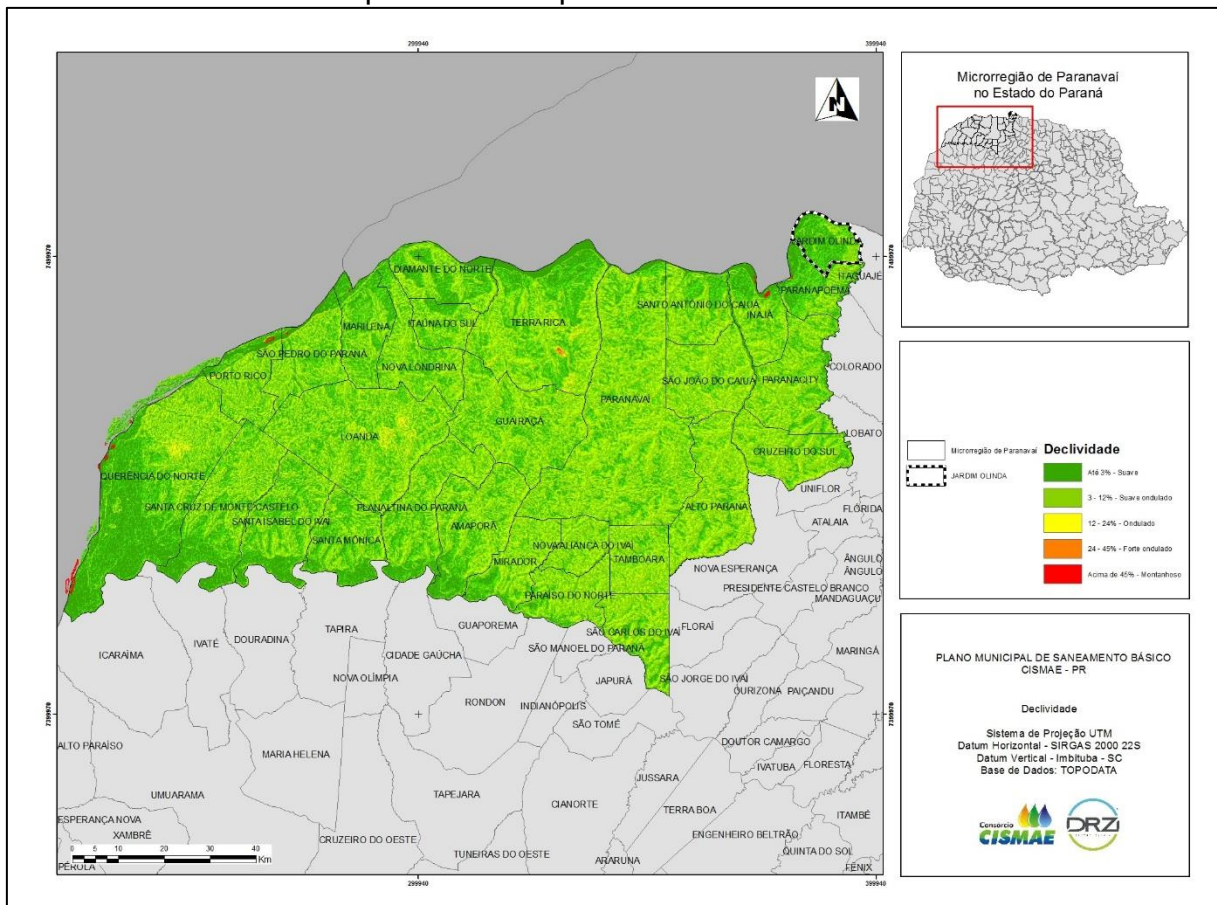 299940
399940
7489970
7489970
N
JARDIM OLINDA
ITAGUAJÉ
DIAMANTE DO NORTE
PARANAPOEMA
SANTO ANTÔNIO DO CAIUÁ
INAJÁ
MARILENA
ITAÚNA DO SUL
TERRA RICA
SÃO PEDRO DO PARANÁ
NOVA LONDRINA
COLORADO
PORTO RICO
SÃO JOÃO DO CAIUÁ
PARANACITY
PARANAVAÍ
GUAIRAÇÁ
LOANDA
LOBATO
CRUZEIRO DO SUL
QUERÊNCIA DO NORTE
UNIFLOR
SANTA CRUZ DE MONTE CASTELO
PLANALTINA DO PARANÁ
ALTO PARANÁ
FLÓRIDA
SANTA ISABEL DO IVAÍ
AMAPORÃ
ATALAIA
SANTA MÔNICA
NOVA ALIANÇA DO IVAÍ
MIRADOR
TAMBOARA
ÂNGULO
NOVA ESPERANÇA
ÂNGULO
PRESIDENTE CASTELO BRANCO
PARAÍSO DO NORTE
MANDAGUAÇU
GUAPOREMA
FLORAÍ
TAPIRA
SÃO CARLOS DO IVAÍ
IVATÉ
DOURADINA
SÃO MANOEL DO PARANÁ
ICARAÍMA
CIDADE GAÚCHA
MARINGÁ
NOVA OLÍMPIA
JAPURÁ
SÃO JORGE DO IVAÍ
OURIZONA
PAIÇANDU
RONDON
INDIANÓPOLIS
SÃO TOMÉ
7399970
7399970
ALTO PARAÍSO
MARIA HELENA
DOUTOR CAMARGO
IVATUBA
FLORESTA
JUSSARA
UMUARAMA
TAPEJARA
CIANORTE
TERRA BOA
ESPERANÇA NOVA
ITAMBÉ
XAMBRÊ
CRUZEIRO DO OESTE
ENGENHEIRO BELTRÃO
QUINTA DO SOL
TUNEIRAS DO OESTE
ARARUNA
PÉROLA
FÊNIX
0 5 10 20 30 40
Km
299940
399940
Microrregião de Paranavaí
no Estado do Paraná
Microrregião de Paranavaí
JARDIM OLINDA
Declividade
Até 3% - Suave
3 - 12% - Suave ondulado
12 - 24% - Ondulado
24 - 45% - Forte ondulado
Acima de 45% - Montanhoso
PLANO MUNICIPAL DE SANEAMENTO BÁSICO
CISMAE - PR
Declividade
Sistema de Projeção UTM
Datum Horizontal - SIRGAS 2000 22S
Datum Vertical - Imbituba - SC
Base de Dados: TOPODATA
Consórcio
CISMAE
DRZ